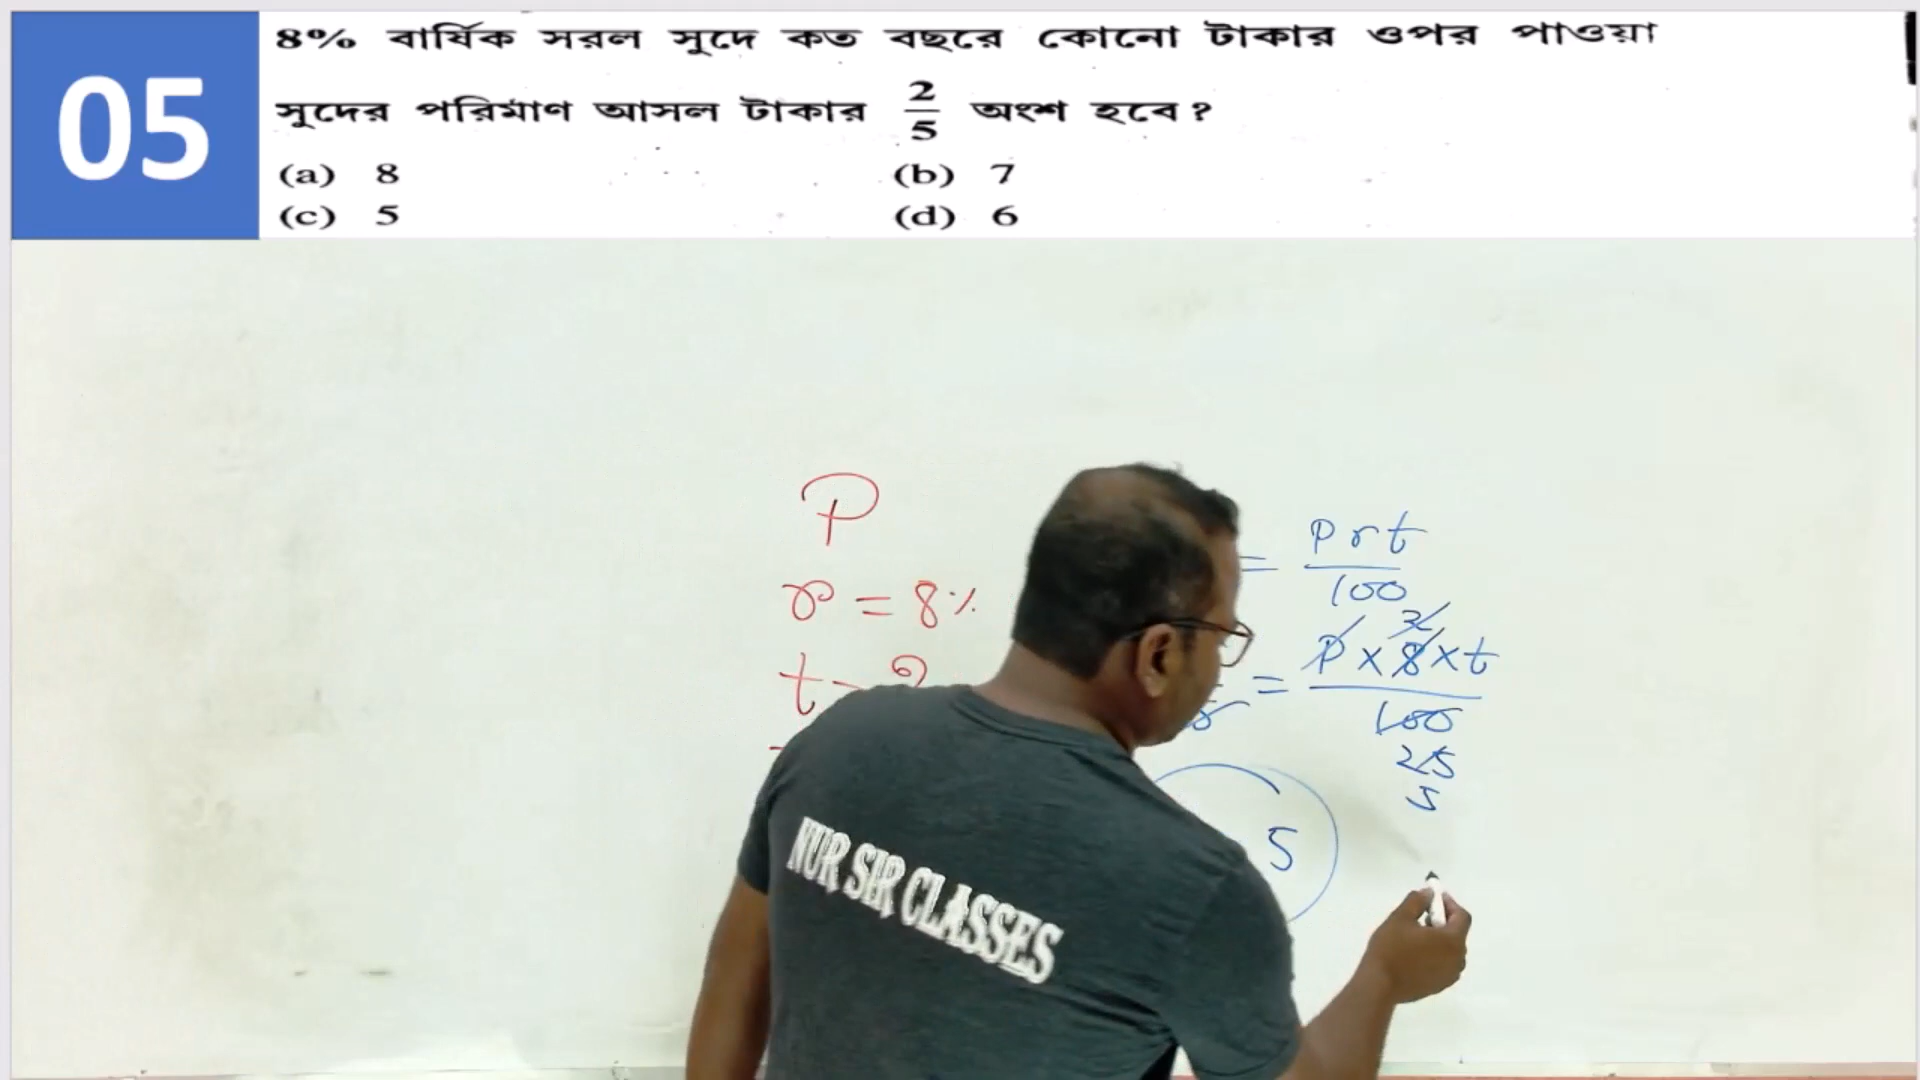 05
8% বার্ষিক সরল সুদে কত বছরে কোনো টাকার ওপর পাওয়া
সুদের পরিমাণ আসল টাকার 2/5 অংশ হবে?
(a) 8 (b) 7
(c) 5 (d) 6
P
r = 8%
t = ?
= prt/100
2
= P x 8 x t / 100
25
5
5
NUR SIR CLASSES